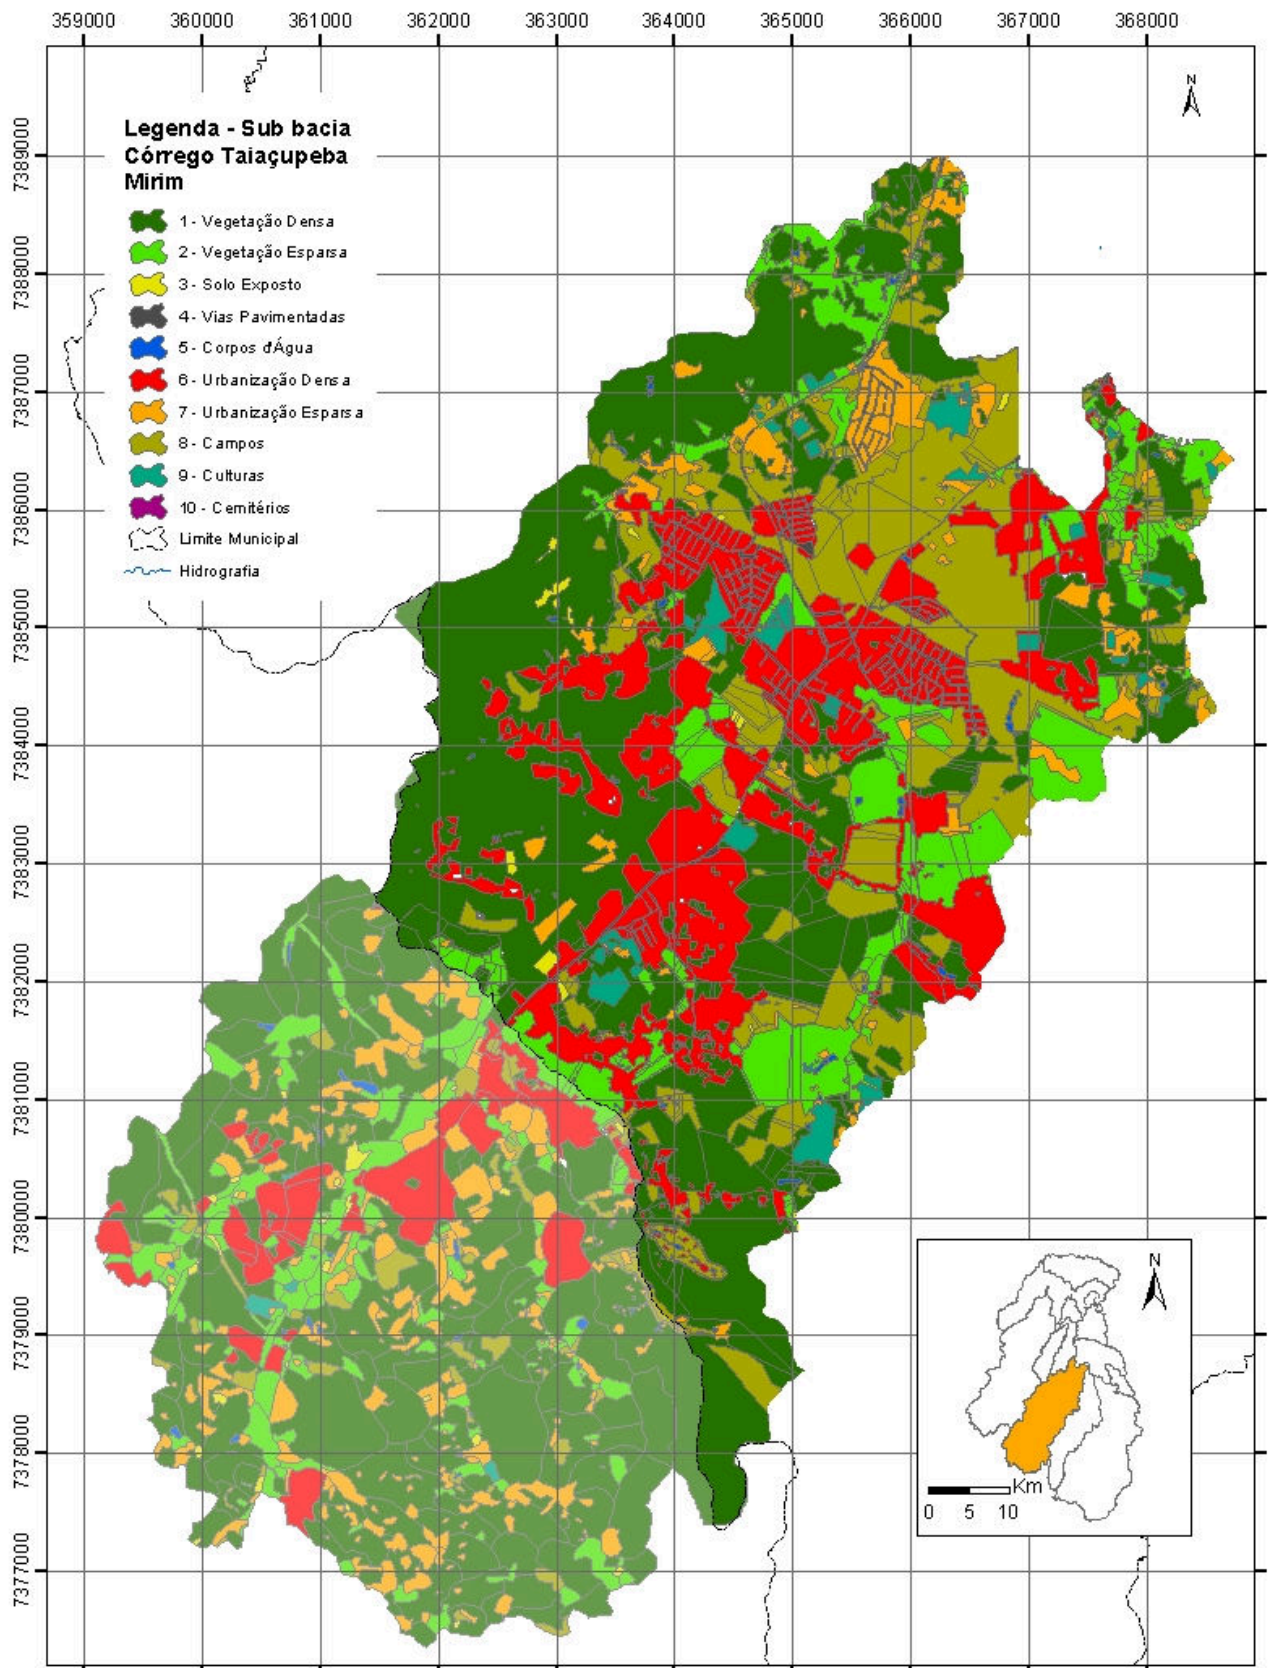 359000 360000 361000 362000 363000 364000 365000 366000 367000 368000
N
Legenda - Sub bacia
Córrego Taiaçupeba
Mirim
1 - Vegetação Densa
2 - Vegetação Esparsa
3 - Solo Exposto
4 - Vias Pavimentadas
5 - Corpos d'Água
6 - Urbanização Densa
7 - Urbanização Esparsa
8 - Campos
9 - Culturas
10 - Cemitérios
Limite Municipal
Hidrografia
7389000
7388000
7387000
7386000
7385000
7384000
7383000
7382000
7381000
7380000
7379000
7378000
7377000
N
Km
0 5 10